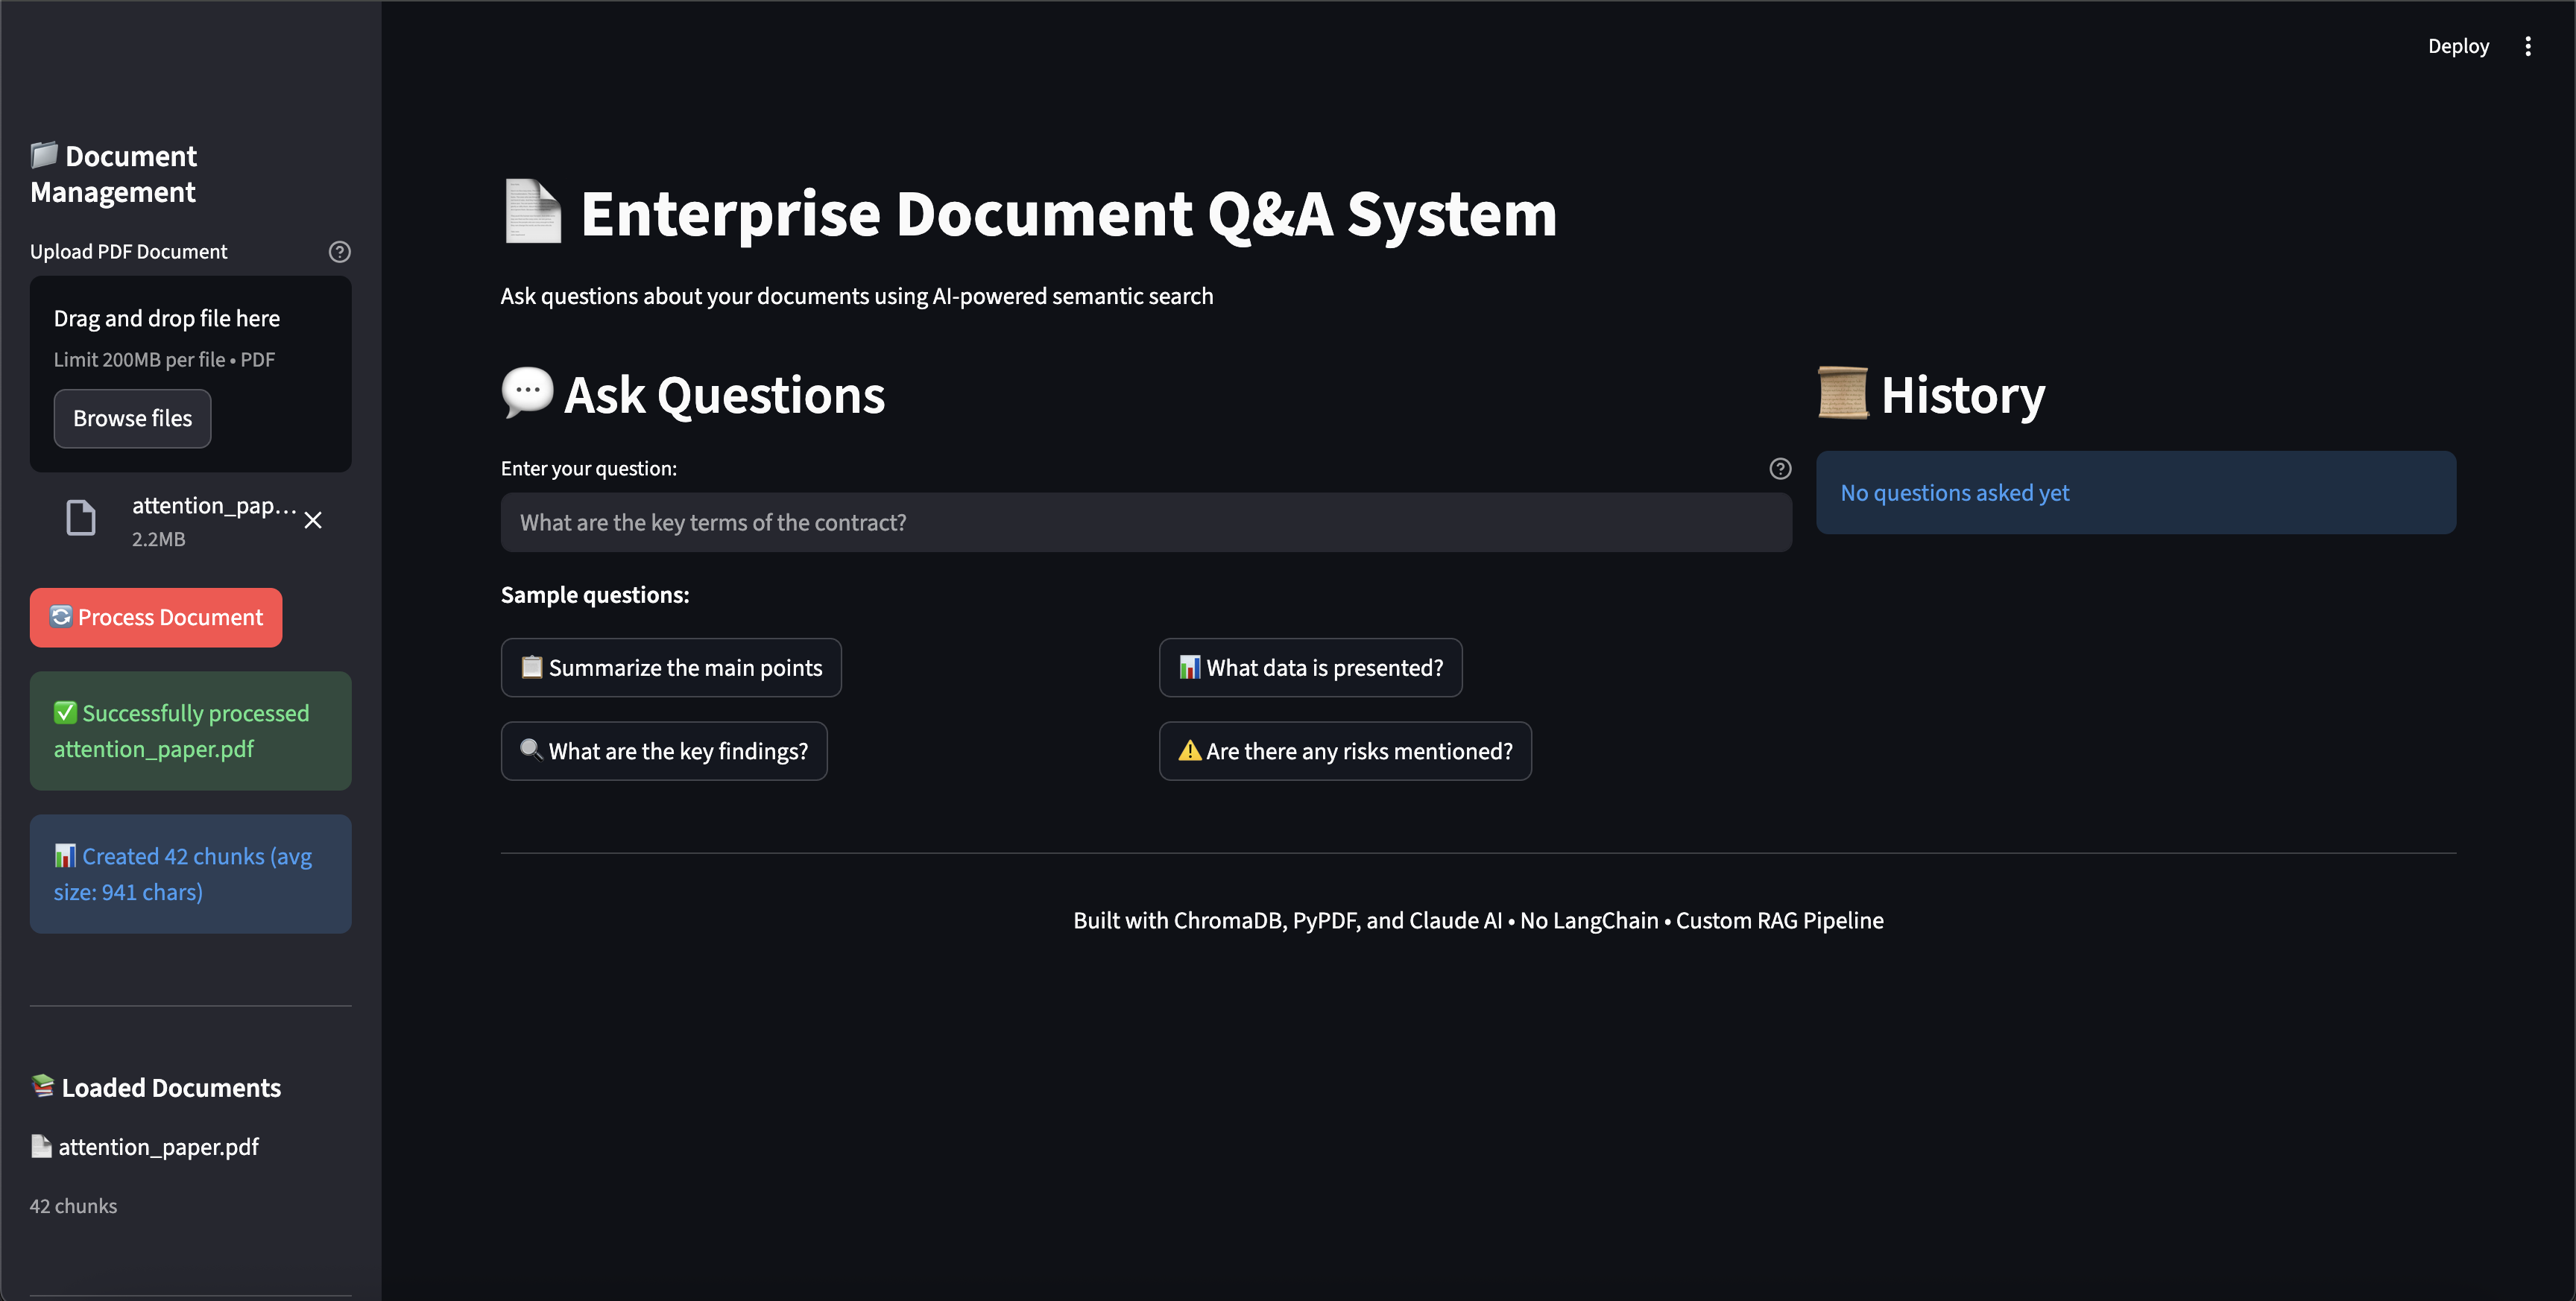 Deploy
Document
Management
Upload PDF Document
Drag and drop file here
Limit 200MB per file • PDF
Browse files
attention_pap…
2.2MB
Process Document
Successfully processed
attention_paper.pdf
Created 42 chunks (avg
size: 941 chars)
Loaded Documents
attention_paper.pdf
42 chunks
Enterprise Document Q&A System
Ask questions about your documents using AI-powered semantic search
Ask Questions
Enter your question:
What are the key terms of the contract?
Sample questions:
Summarize the main points
What data is presented?
What are the key findings?
Are there any risks mentioned?
History
No questions asked yet
Built with ChromaDB, PyPDF, and Claude AI • No LangChain • Custom RAG Pipeline